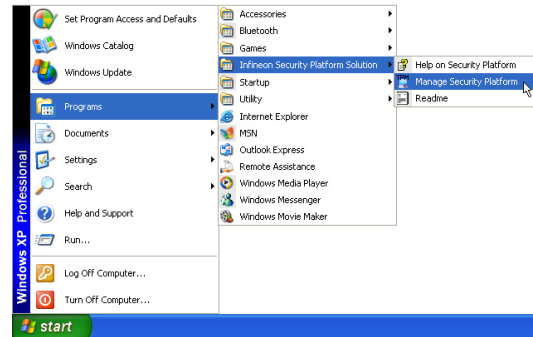 Set Program Access and Defaults
Windows Catalog
Windows Update
Programs
Documents
Settings
Search
Help and Support
Run...
Log Off Computer...
Turn Off Computer...
Windows XP Professional
start
Accessories
Bluetooth
Games
Infineon Security Platform Solution
Startup
Utility
Internet Explorer
MSN
Outlook Express
Remote Assistance
Windows Media Player
Windows Messenger
Windows Movie Maker
Help on Security Platform
TPM
Manage Security Platform
Readme